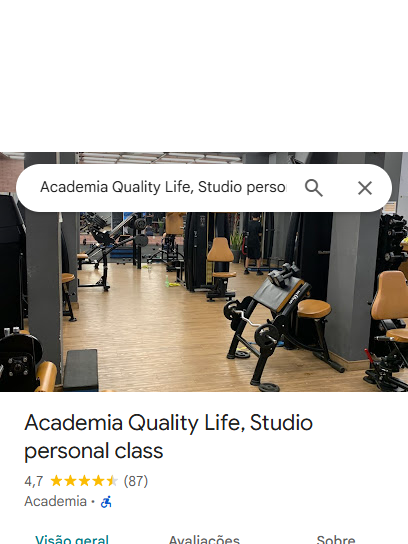 Academia Quality Life, Studio perso
Academia Quality Life, Studio
personal class
4,7 (87)
Academia ·
Visão geral Avaliações Sobre